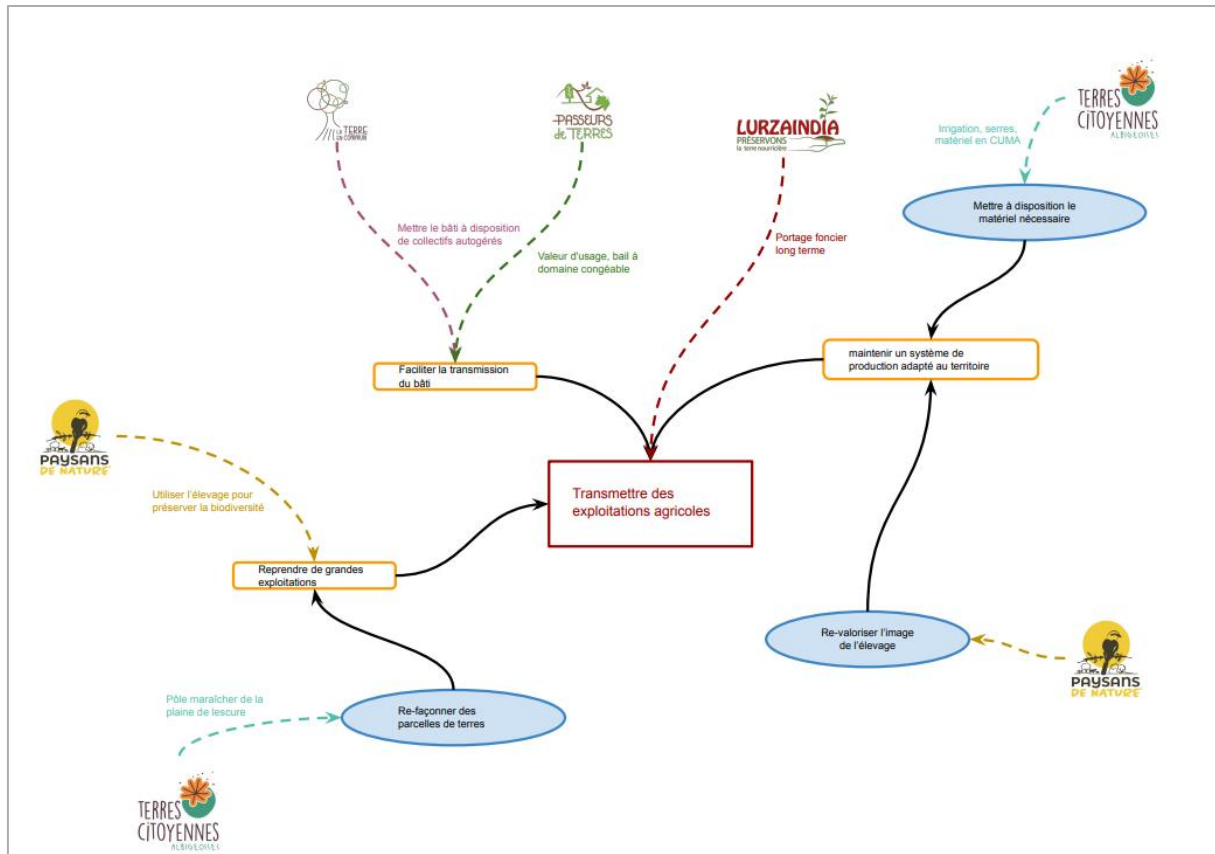 LA TERRE
EN COMMUN
PASSEURS
de TERRES
LURZAINDIA
PRÉSERVONS
la terre nourricière
TERRES
CITOYENNES
ALBIGEOISES
Irrigation, serres,
matériel en CUMA
Mettre à disposition le
matériel nécessaire
Mettre le bâti à disposition
de collectifs autogérés
Valeur d'usage, bail à
domaine congéable
Portage foncier
long terme
Faciliter la transmission
du bâti
maintenir un système de
production adapté au territoire
PAYSANS
DE NATURE
Utiliser l'élevage pour
préserver la biodiversité
Transmettre des
exploitations agricoles
Reprendre de grandes
exploitations
Re-valoriser l'image
de l'élevage
PAYSANS
DE NATURE
Pôle maraîcher de la
plaine de lescure
Re-façonner des
parcelles de terres
TERRES
CITOYENNES
ALBIGEOISES